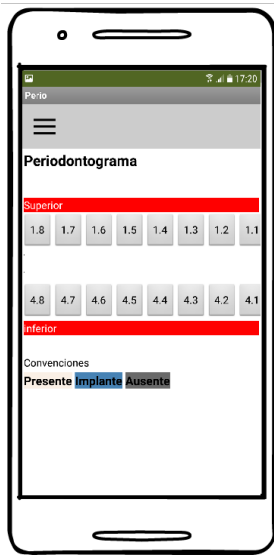 17:20
Perio
Periodontograma
Superior
1.8 1.7 1.6 1.5 1.4 1.3 1.2 1.1
4.8 4.7 4.6 4.5 4.4 4.3 4.2 4.1
Inferior
Convenciones
Presente Implante Ausente